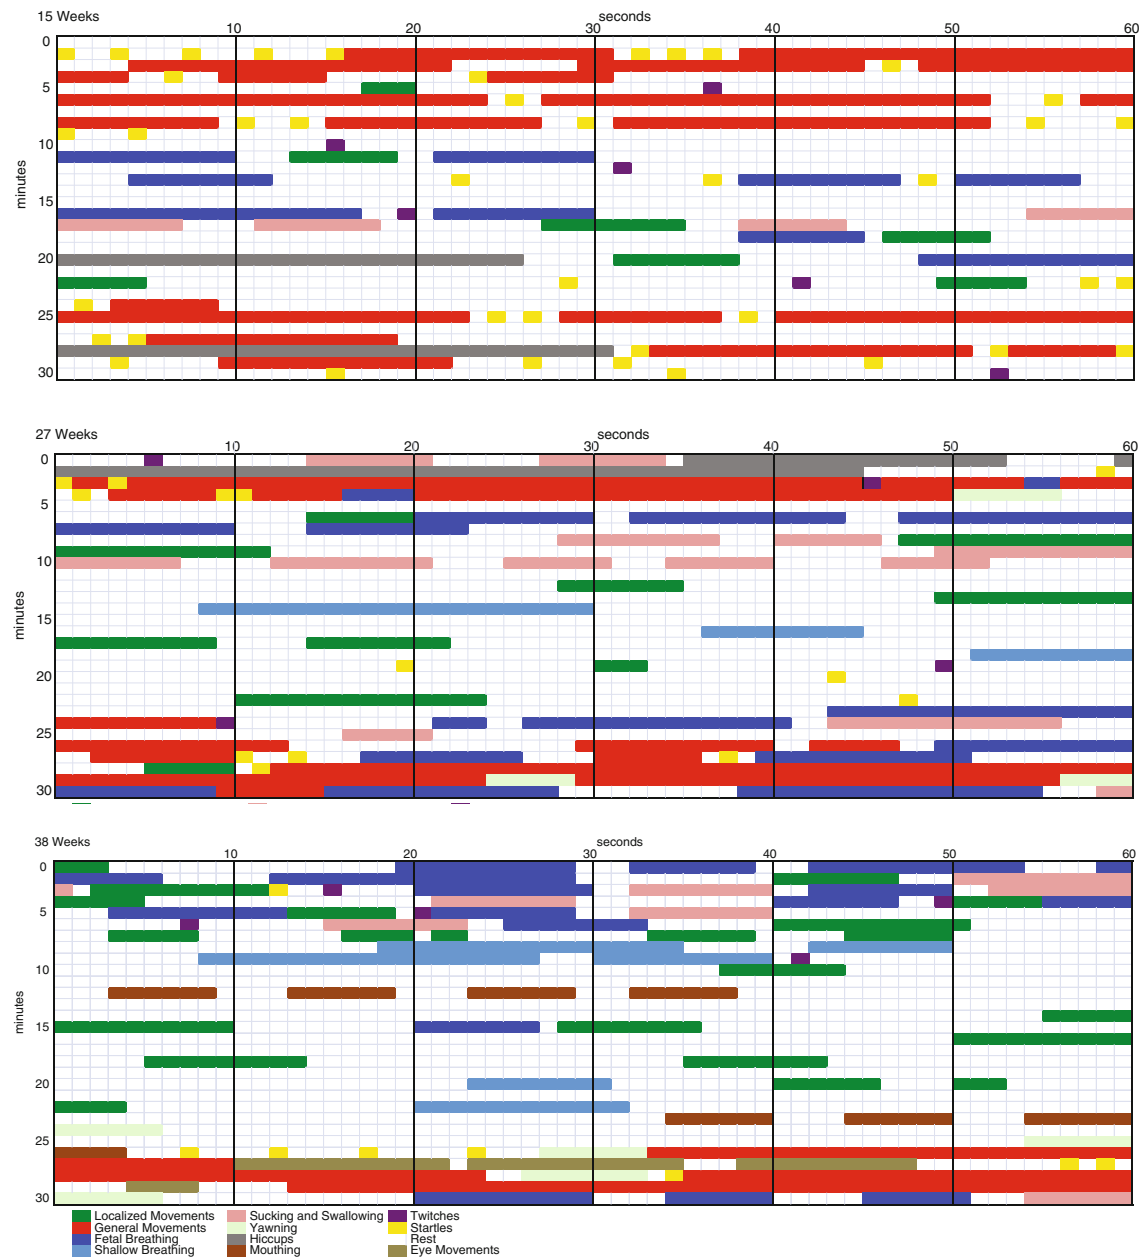 15 Weeks seconds
10 20 30 40 50 60
0
5
10
15
20
25
30
minutes
27 Weeks seconds
10 20 30 40 50 60
0
5
10
15
20
25
30
minutes
38 Weeks seconds
10 20 30 40 50 60
0
5
10
15
20
25
30
minutes
Localized Movements Sucking and Swallowing Twitches
General Movements Yawning Startles
Fetal Breathing Hiccups Rest
Shallow Breathing Mouthing Eye Movements